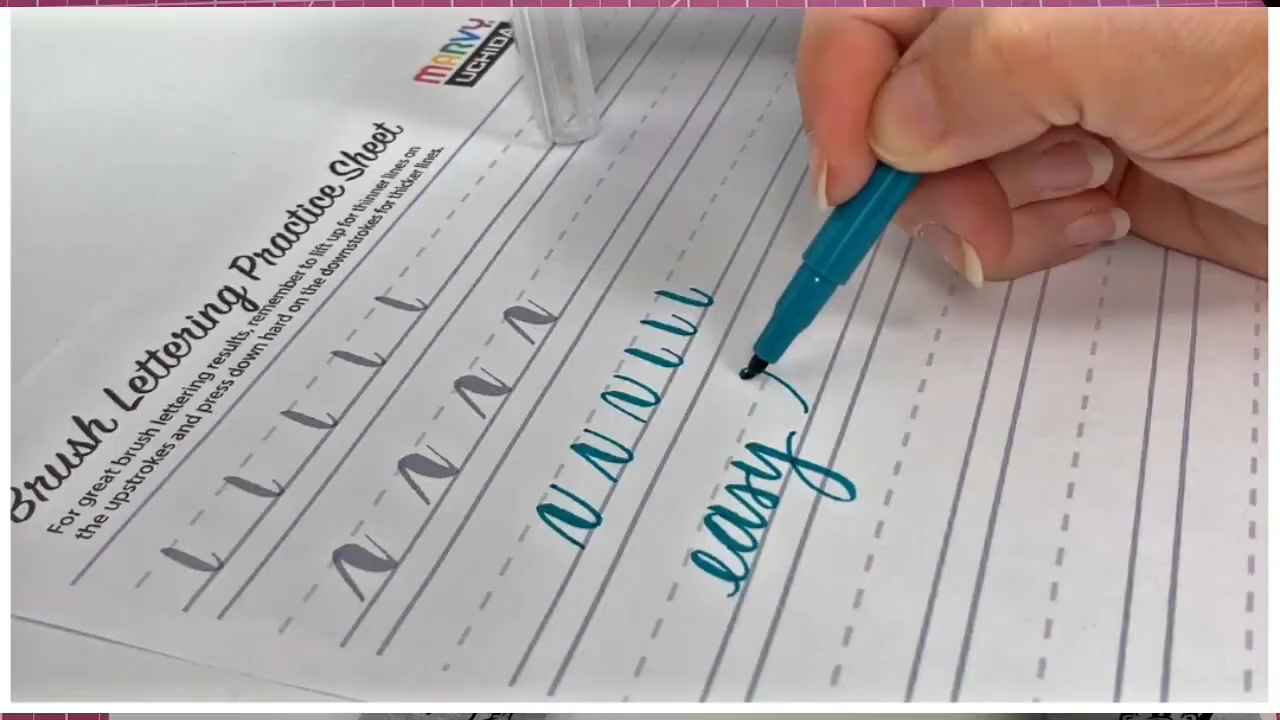 MARVY
UCHIDA
Brush Lettering Practice Sheet
For great brush lettering results, remember to lift up for thinner lines on
the upstrokes and press down hard on the downstrokes for thicker lines.
easy